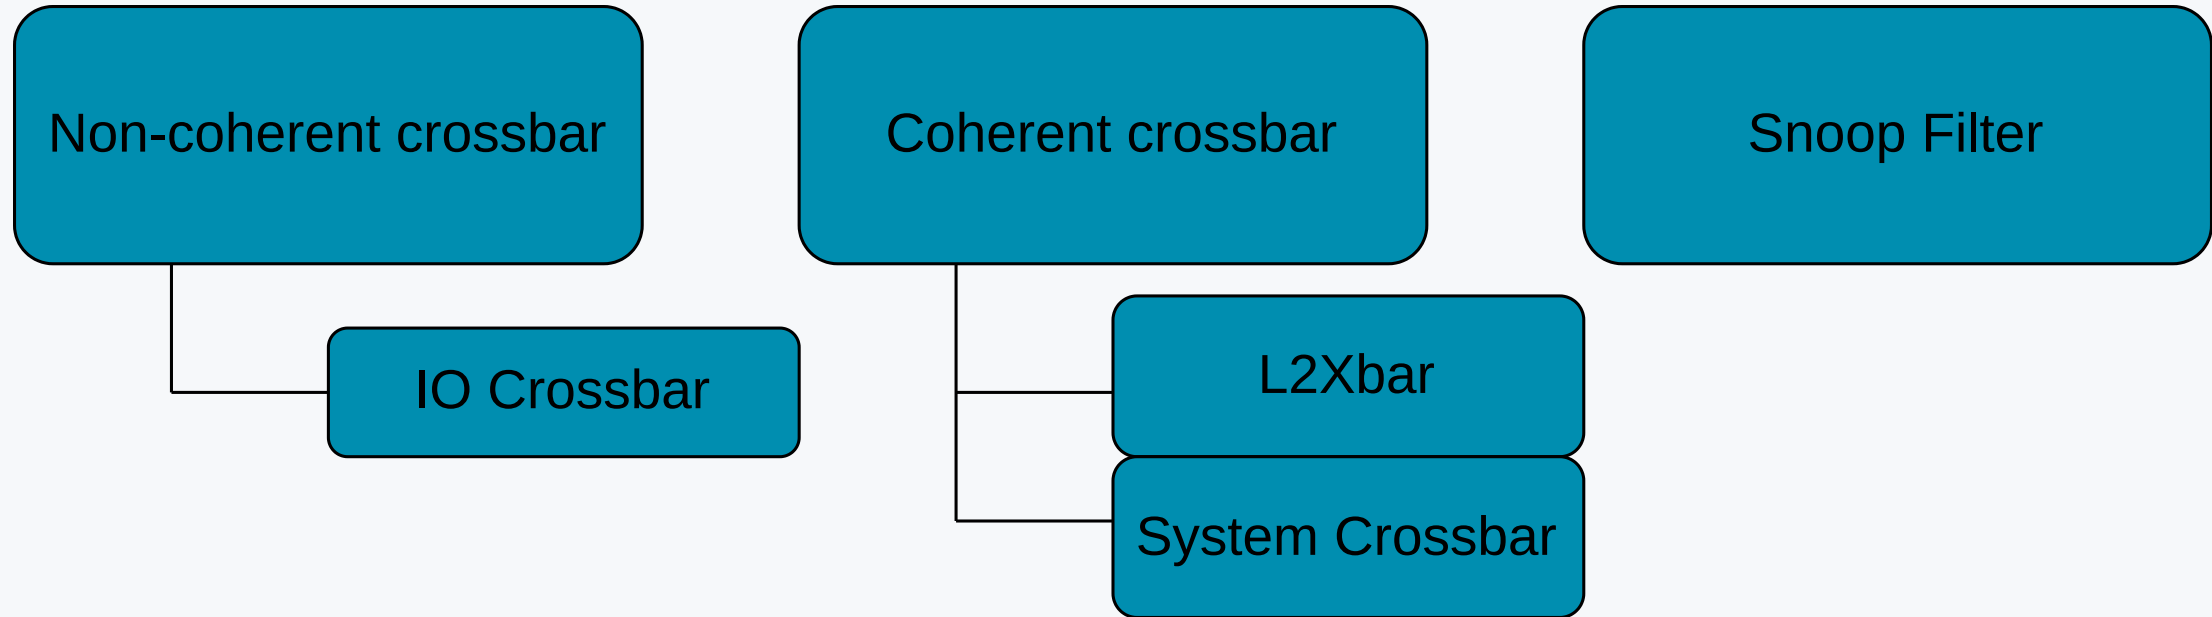 Non-coherent crossbar
Coherent crossbar
Snoop Filter
IO Crossbar
L2Xbar
System Crossbar